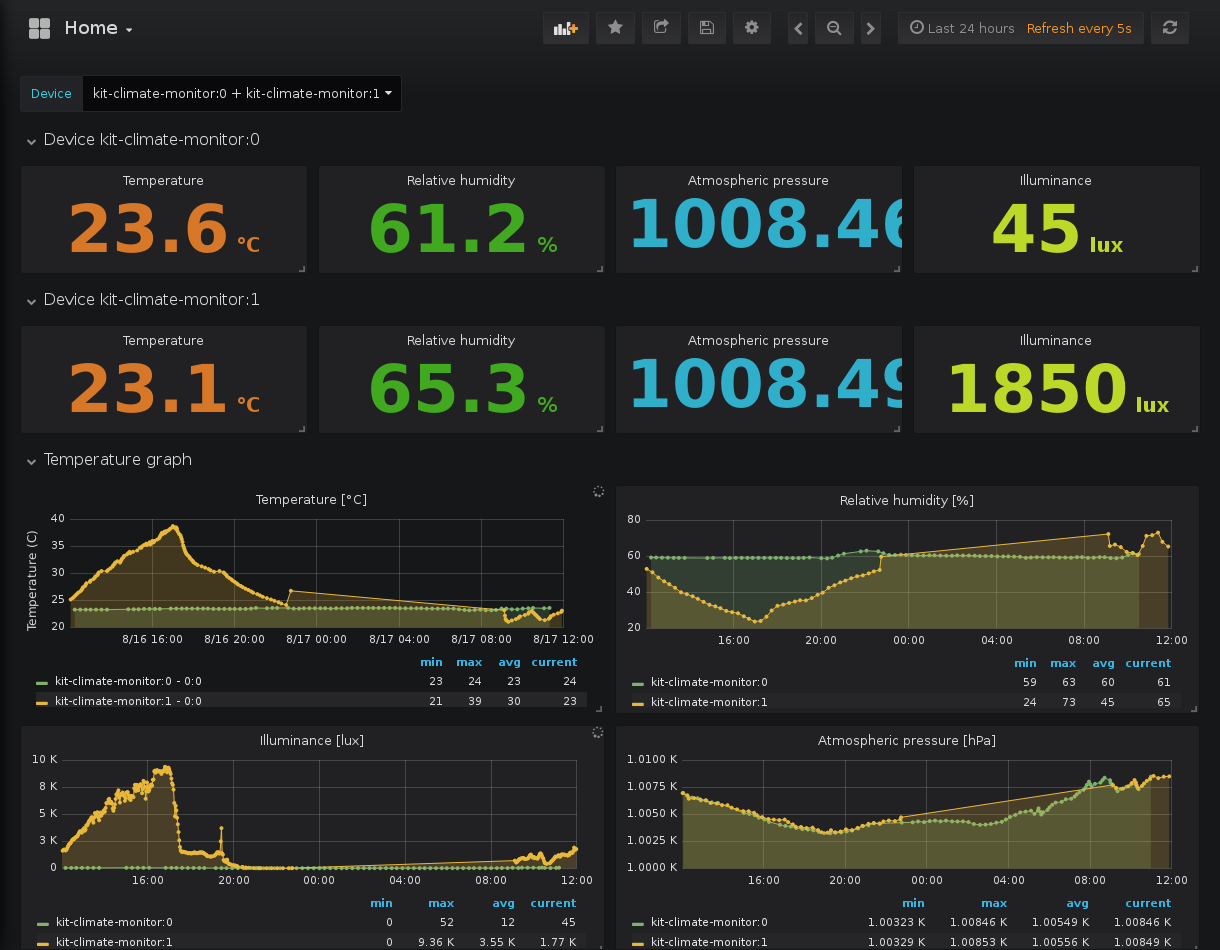 Home
Last 24 hours Refresh every 5s
Device kit-climate-monitor:0 + kit-climate-monitor:1
Device kit-climate-monitor:0
Temperature Relative humidity Atmospheric pressure Illuminance
23.6 °C 61.2 % 1008.46 45 lux
Device kit-climate-monitor:1
Temperature Relative humidity Atmospheric pressure Illuminance
23.1 °C 65.3 % 1008.49 1850 lux
Temperature graph
Temperature [°C]
Temperature (C)
40
35
30
25
20
8/16 16:00 8/16 20:00 8/17 00:00 8/17 04:00 8/17 08:00 8/17 12:00
min max avg current
kit-climate-monitor:0 - 0:0 23 24 23 24
kit-climate-monitor:1 - 0:0 21 39 30 23
Relative humidity [%]
80
60
40
20
16:00 20:00 00:00 04:00 08:00 12:00
min max avg current
kit-climate-monitor:0 59 63 60 61
kit-climate-monitor:1 24 73 45 65
Illuminance [lux]
10 K
8 K
5 K
3 K
0
16:00 20:00 00:00 04:00 08:00 12:00
min max avg current
kit-climate-monitor:0 0 52 12 45
kit-climate-monitor:1 0 9.36 K 3.55 K 1.77 K
Atmospheric pressure [hPa]
1.0100 K
1.0075 K
1.0050 K
1.0025 K
1.0000 K
16:00 20:00 00:00 04:00 08:00 12:00
min max avg current
kit-climate-monitor:0 1.00323 K 1.00846 K 1.00549 K 1.00846 K
kit-climate-monitor:1 1.00329 K 1.00853 K 1.00556 K 1.00849 K